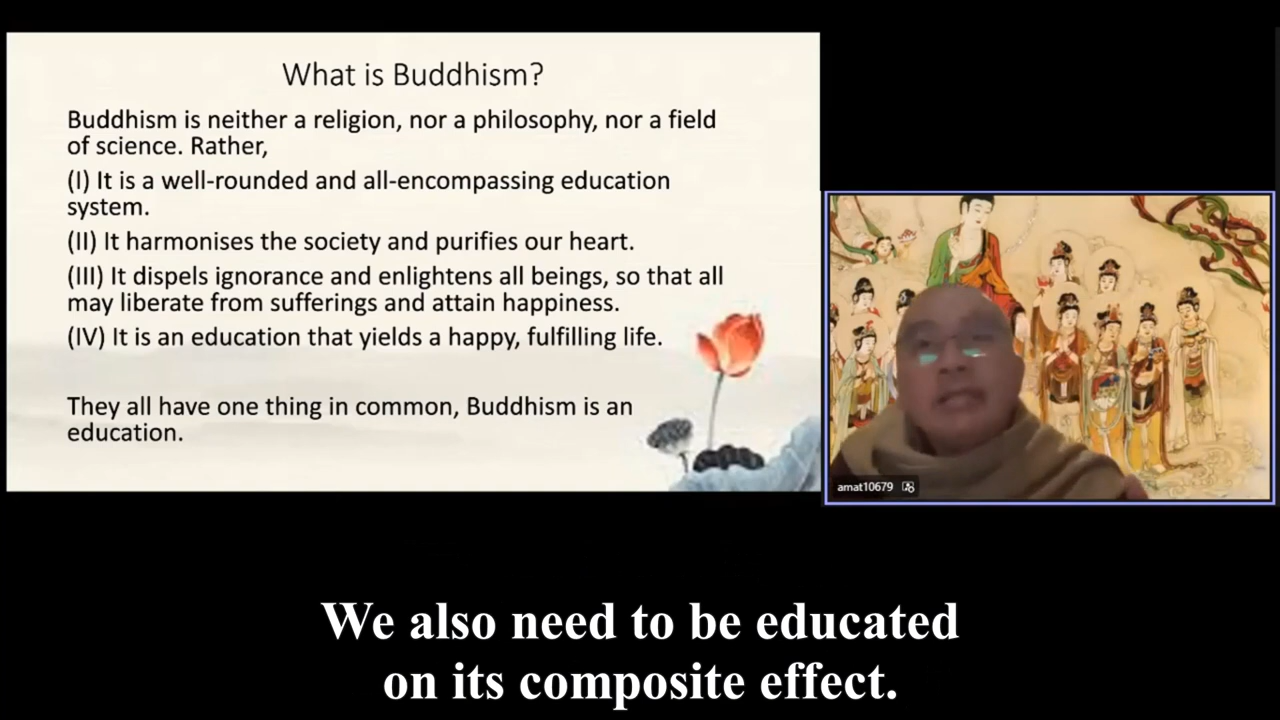 What is Buddhism?
Buddhism is neither a religion, nor a philosophy, nor a field
of science. Rather,
(I) It is a well-rounded and all-encompassing education
system.
(II) It harmonises the society and purifies our heart.
(III) It dispels ignorance and enlightens all beings, so that all
may liberate from sufferings and attain happiness.
(IV) It is an education that yields a happy, fulfilling life.
They all have one thing in common, Buddhism is an
education.
amat10679
We also need to be educated
on its composite effect.